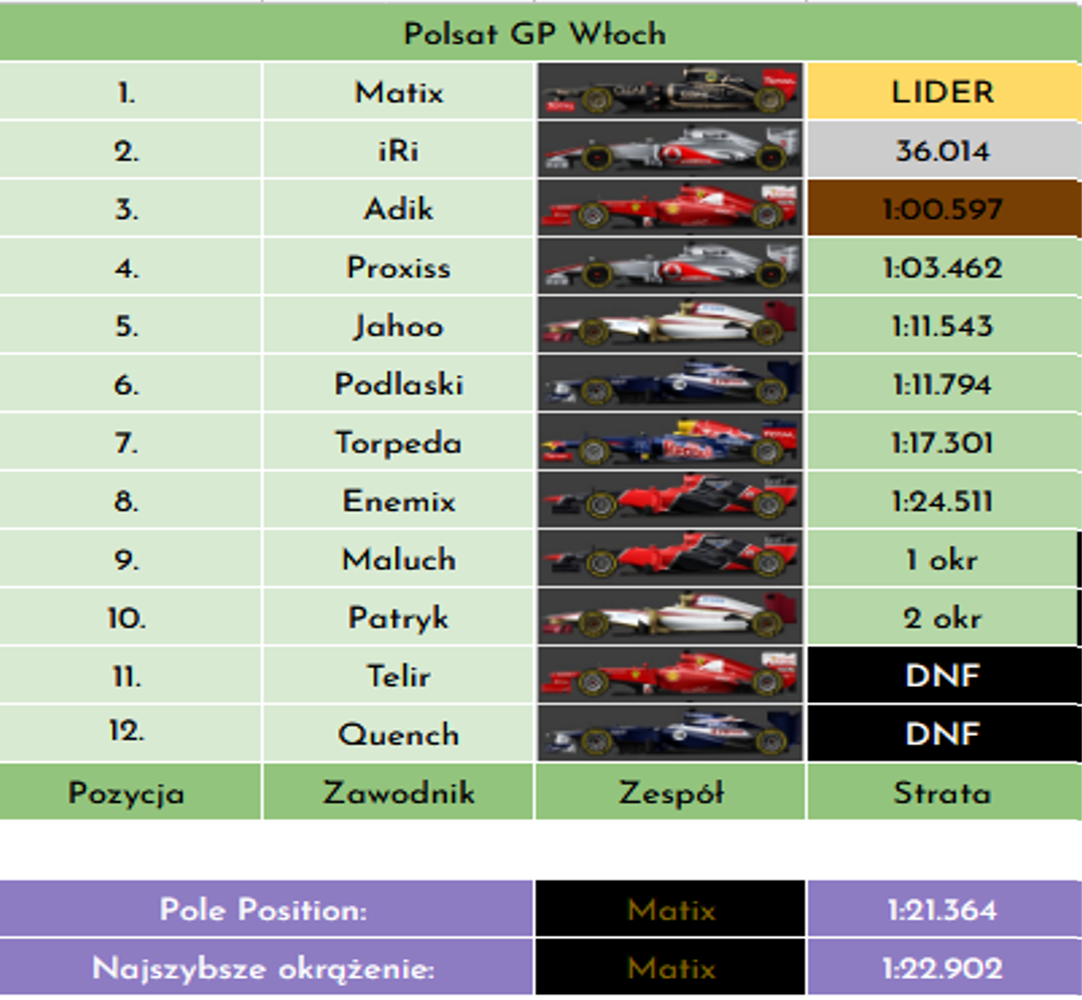 Polsat GP Włoch
1. Matix LIDER
2. iRi 36.014
3. Adik 1:00.597
4. Proxiss 1:03.462
5. Jahoo 1:11.543
6. Podlaski 1:11.794
7. Torpeda 1:17.301
8. Enemix 1:24.511
9. Maluch 1 okr
10. Patryk 2 okr
11. Telir DNF
12. Quench DNF
Pozycja Zawodnik Zespół Strata
Pole Position: Matix 1:21.364
Najszybsze okrążenie: Matix 1:22.902